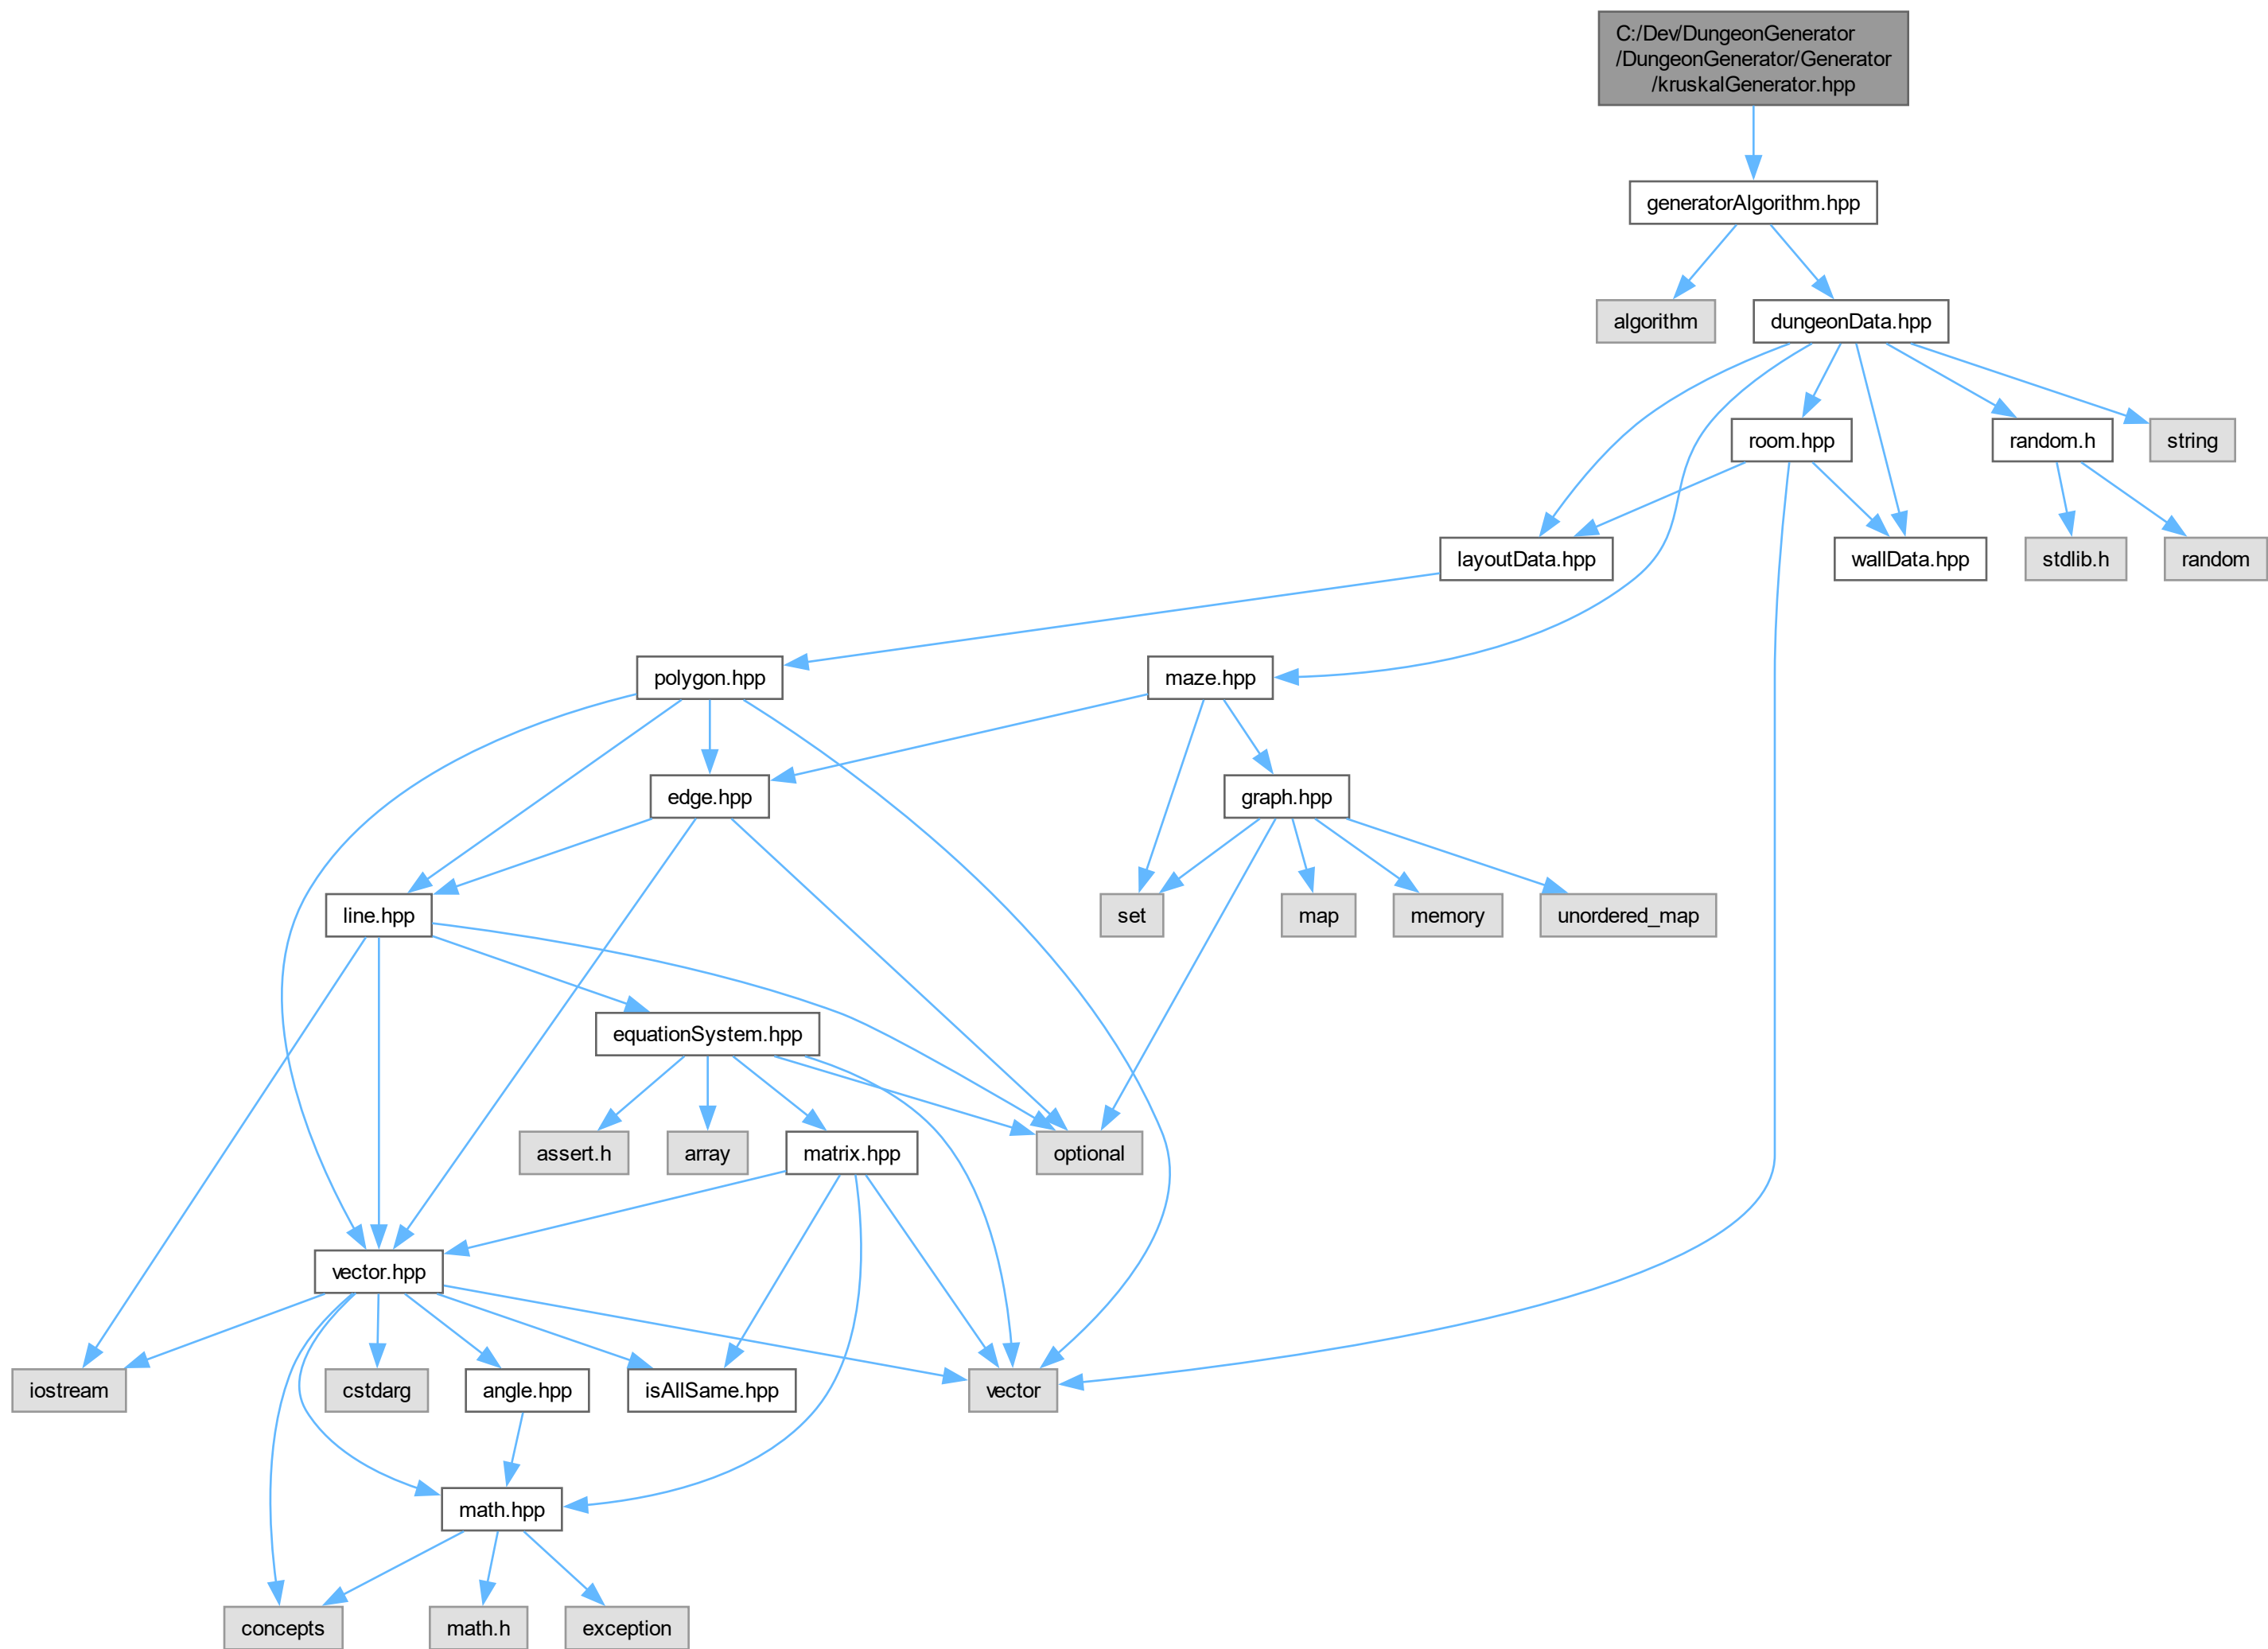 C:/Dev/DungeonGenerator
/DungeonGenerator/Generator
/kruskalGenerator.hpp
generatorAlgorithm.hpp
algorithm
dungeonData.hpp
room.hpp
random.h
string
layoutData.hpp
wallData.hpp
stdlib.h
random
polygon.hpp
maze.hpp
edge.hpp
graph.hpp
line.hpp
set
map
memory
unordered_map
equationSystem.hpp
assert.h
array
matrix.hpp
optional
vector.hpp
iostream
cstdarg
angle.hpp
isAllSame.hpp
vector
math.hpp
concepts
math.h
exception